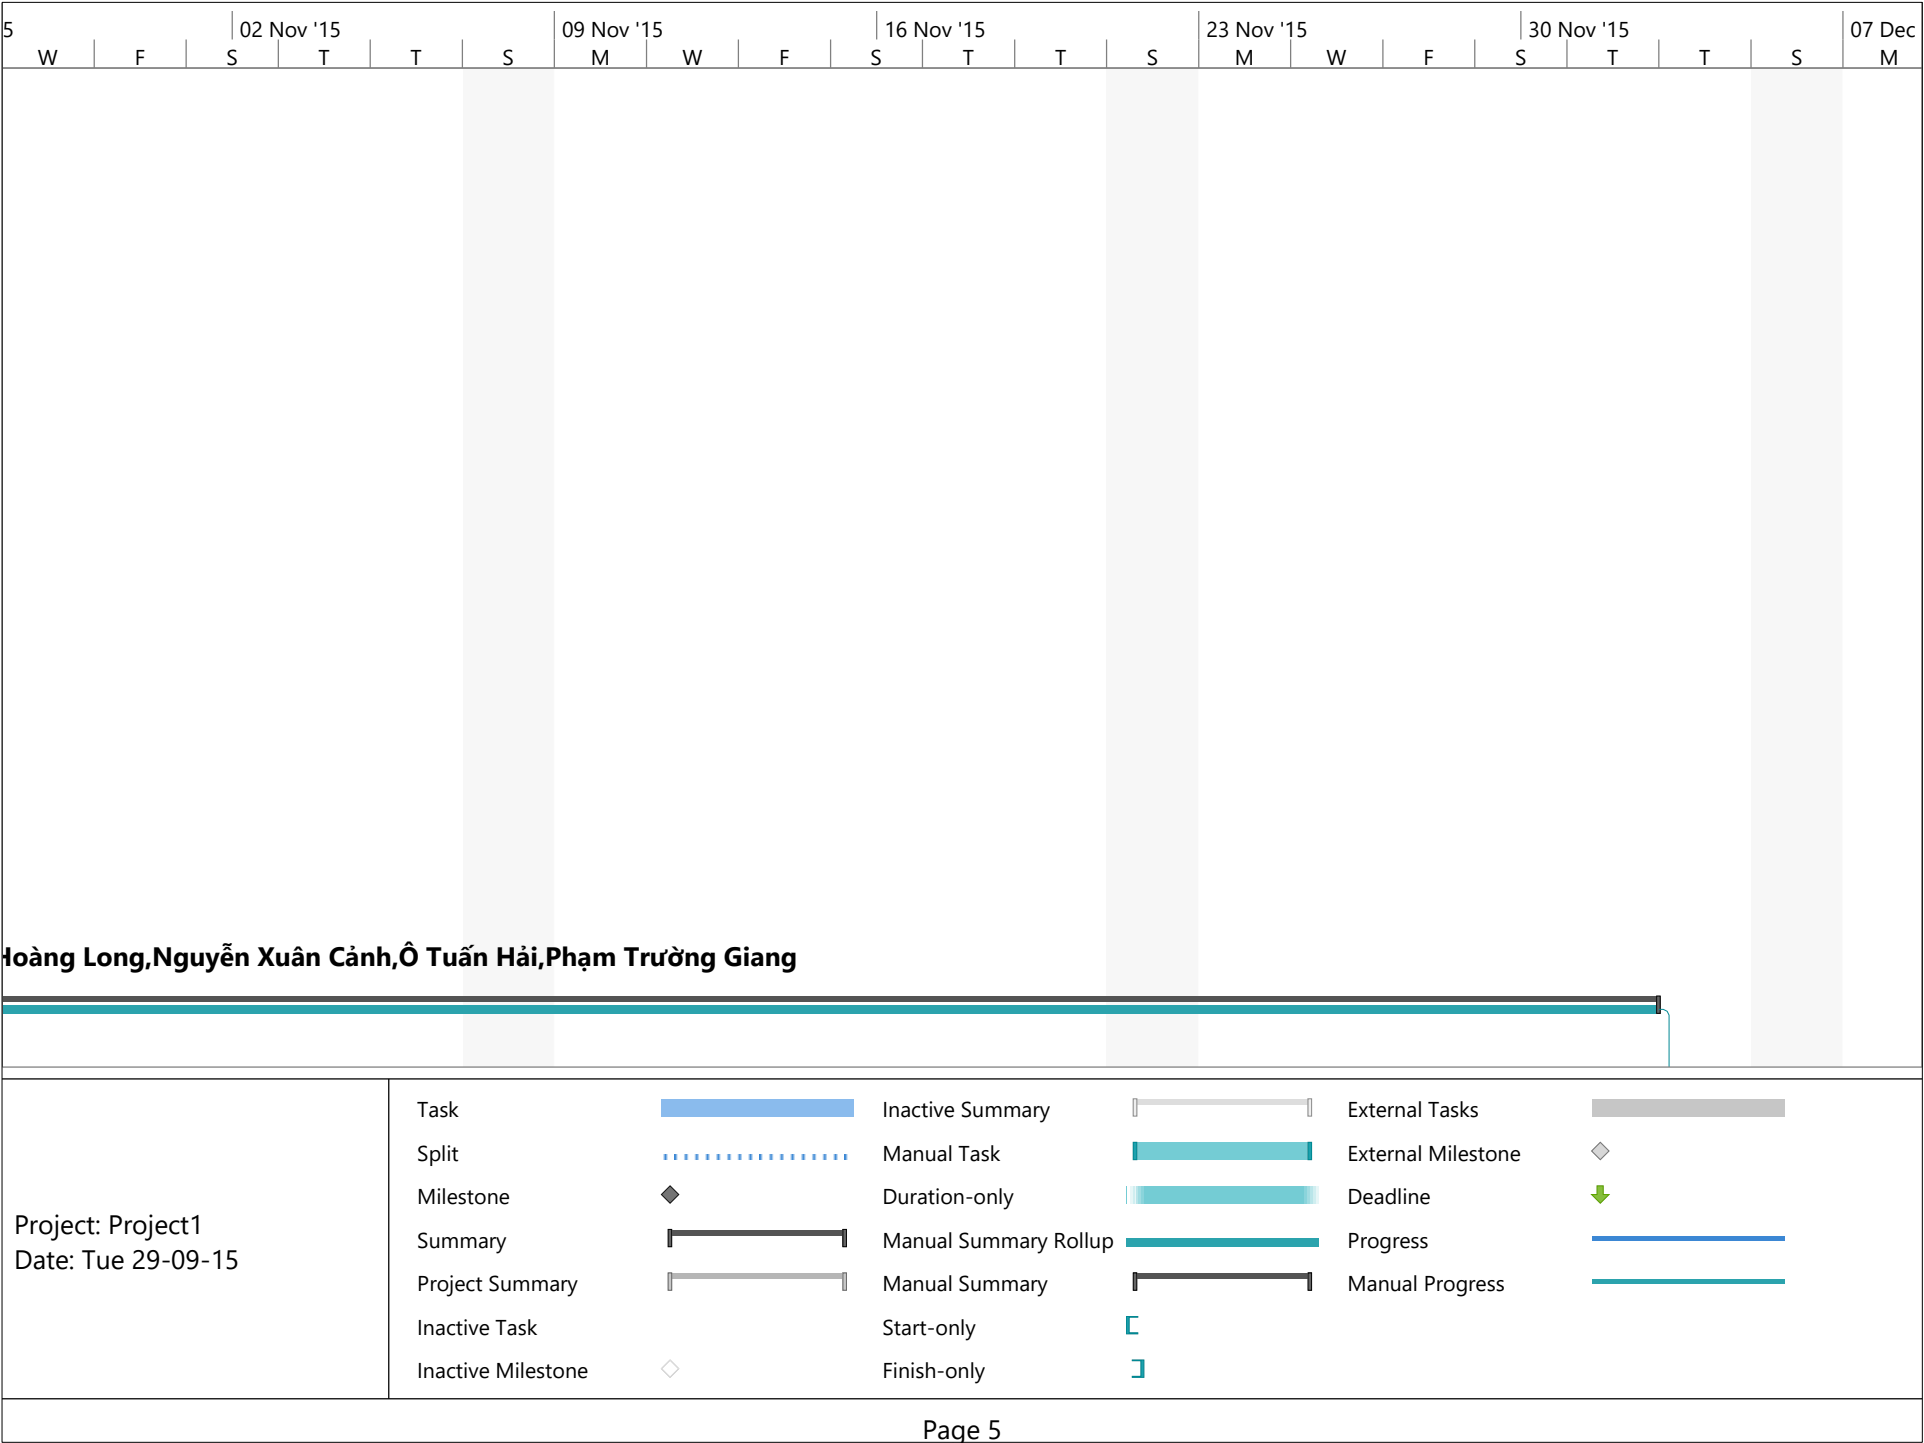 5 02 Nov '15 09 Nov '15 16 Nov '15 23 Nov '15 30 Nov '15 07 Dec
W F S T T S M W F S T T S M W F S T T S M
Hoàng Long,Nguyễn Xuân Cảnh,Ô Tuấn Hải,Phạm Trường Giang
Project: Project1
Date: Tue 29-09-15
Task Inactive Summary External Tasks
Split Manual Task External Milestone
Milestone Duration-only Deadline
Summary Manual Summary Rollup Progress
Project Summary Manual Summary Manual Progress
Inactive Task Start-only
Inactive Milestone Finish-only
Page 5